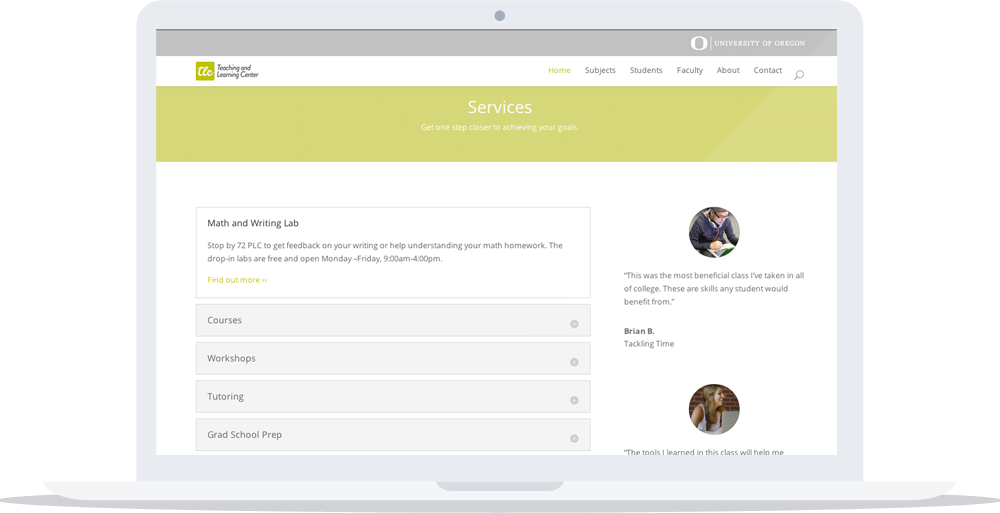 UNIVERSITY OF OREGON
tlc Teaching and
Learning Center
Home Subjects Students Faculty About Contact
Services
Get one step closer to achieving your goals.
Math and Writing Lab
Stop by 72 PLC to get feedback on your writing or help understanding your math homework. The
drop-in labs are free and open Monday –Friday, 9:00am-4:00pm.
Find out more ››
Courses
Workshops
Tutoring
Grad School Prep
“This was the most beneficial class I've taken in all
of college. These are skills any student would
benefit from.”
Brian B.
Tackling Time
“The tools I learned in this class will help me